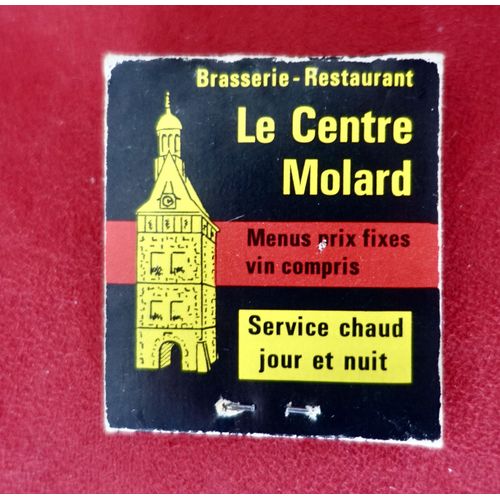 Brasserie - Restaurant
Le Centre
Molard
Menus prix fixes
vin compris
Service chaud
jour et nuit